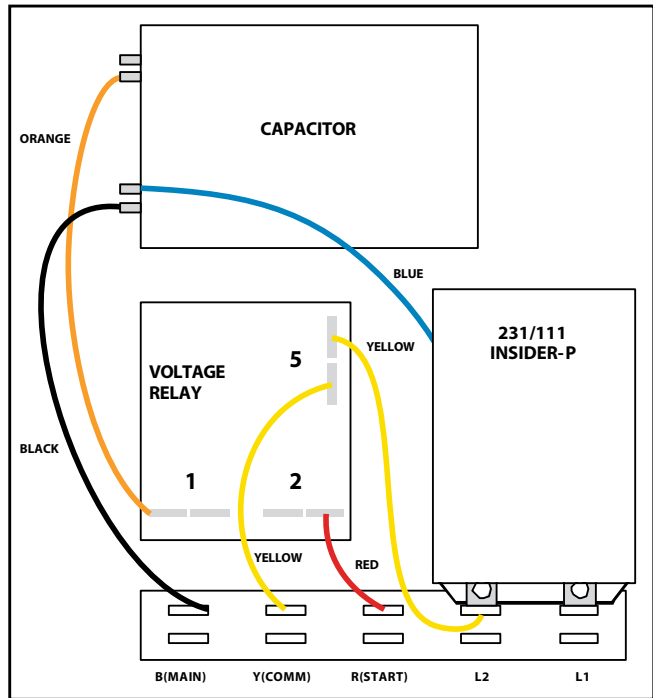 CAPACITOR
ORANGE
BLUE
231/111
INSIDER-P
YELLOW
5
VOLTAGE
RELAY
BLACK
1
2
YELLOW
RED
B(MAIN)
Y(COMM)
R(START)
L2
L1